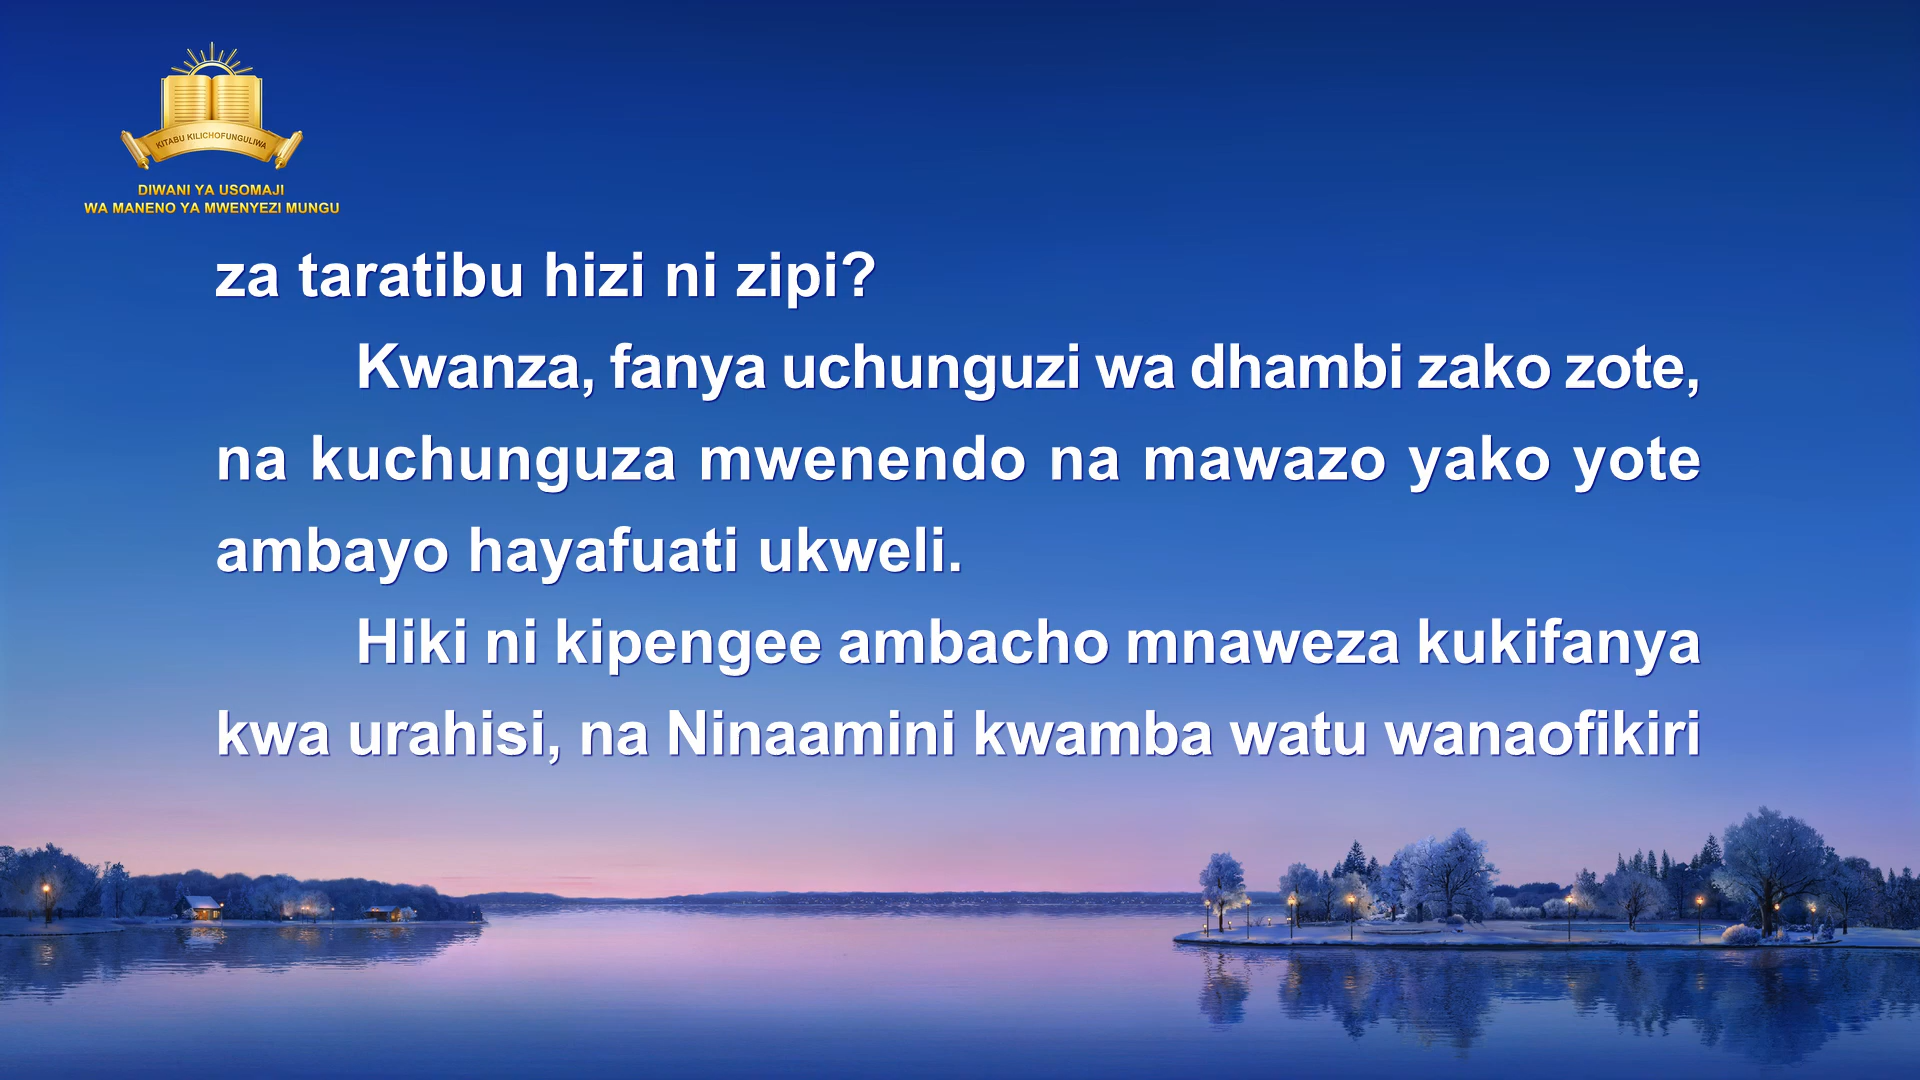 KITABU KILICHOFUNGULIWA
DIWANI YA USOMAJI
WA MANENO YA MWENYEZI MUNGU
za taratibu hizi ni zipi?
Kwanza, fanya uchunguzi wa dhambi zako zote,
na kuchunguza mwenendo na mawazo yako yote
ambayo hayafuati ukweli.
Hiki ni kipengee ambacho mnaweza kukifanya
kwa urahisi, na Ninaamini kwamba watu wanaofikiri